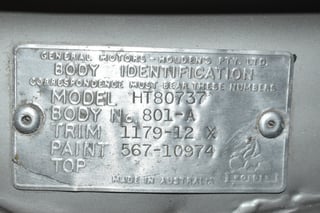 GENERAL MOTORS - HOLDEN'S PTY. LTD.
BODY IDENTIFICATION
CORRESPONDENCE MUST BEAR THESE NUMBERS
MODEL HT80737
BODY No. 801-A
TRIM 1179-12 X
PAINT 567-10974
TOP
HOLDEN
MADE IN AUSTRALIA